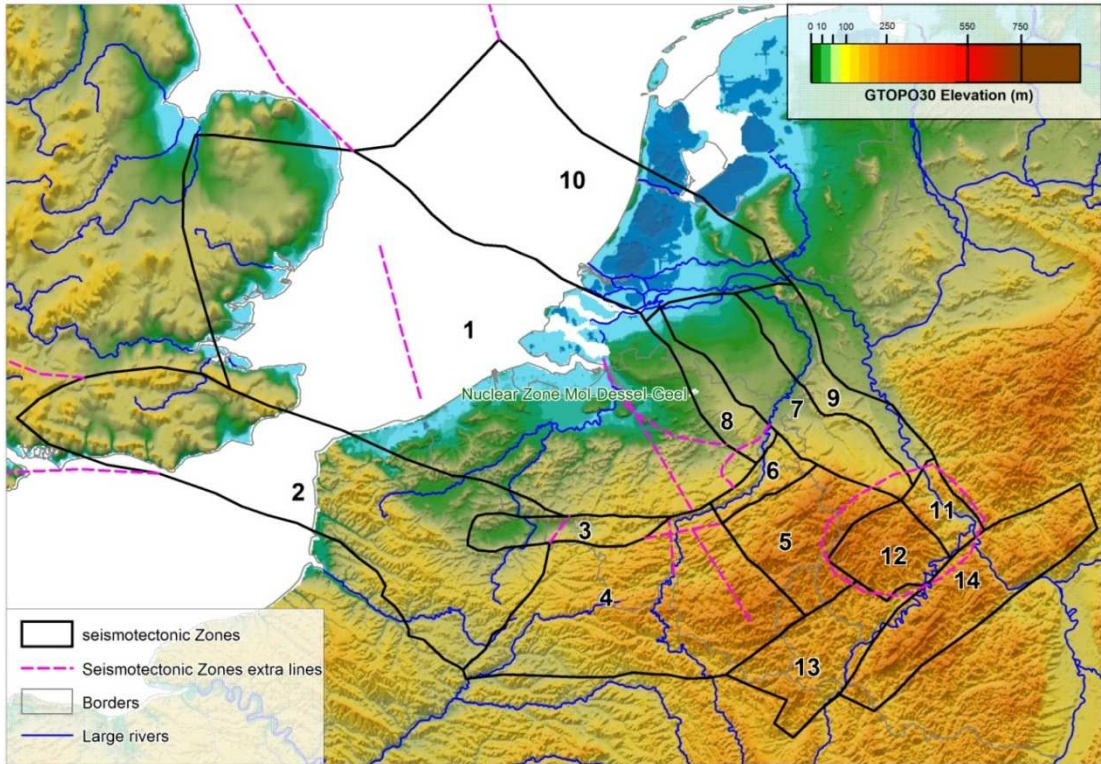 0 10 100 250 550 750
GTOPO30 Elevation (m)
10
1
Nuclear Zone Mol-Dessel-Geel
8
7
9
2
6
3
5
11
12
4
14
13
seismotectonic Zones
Seismotectonic Zones extra lines
Borders
Large rivers